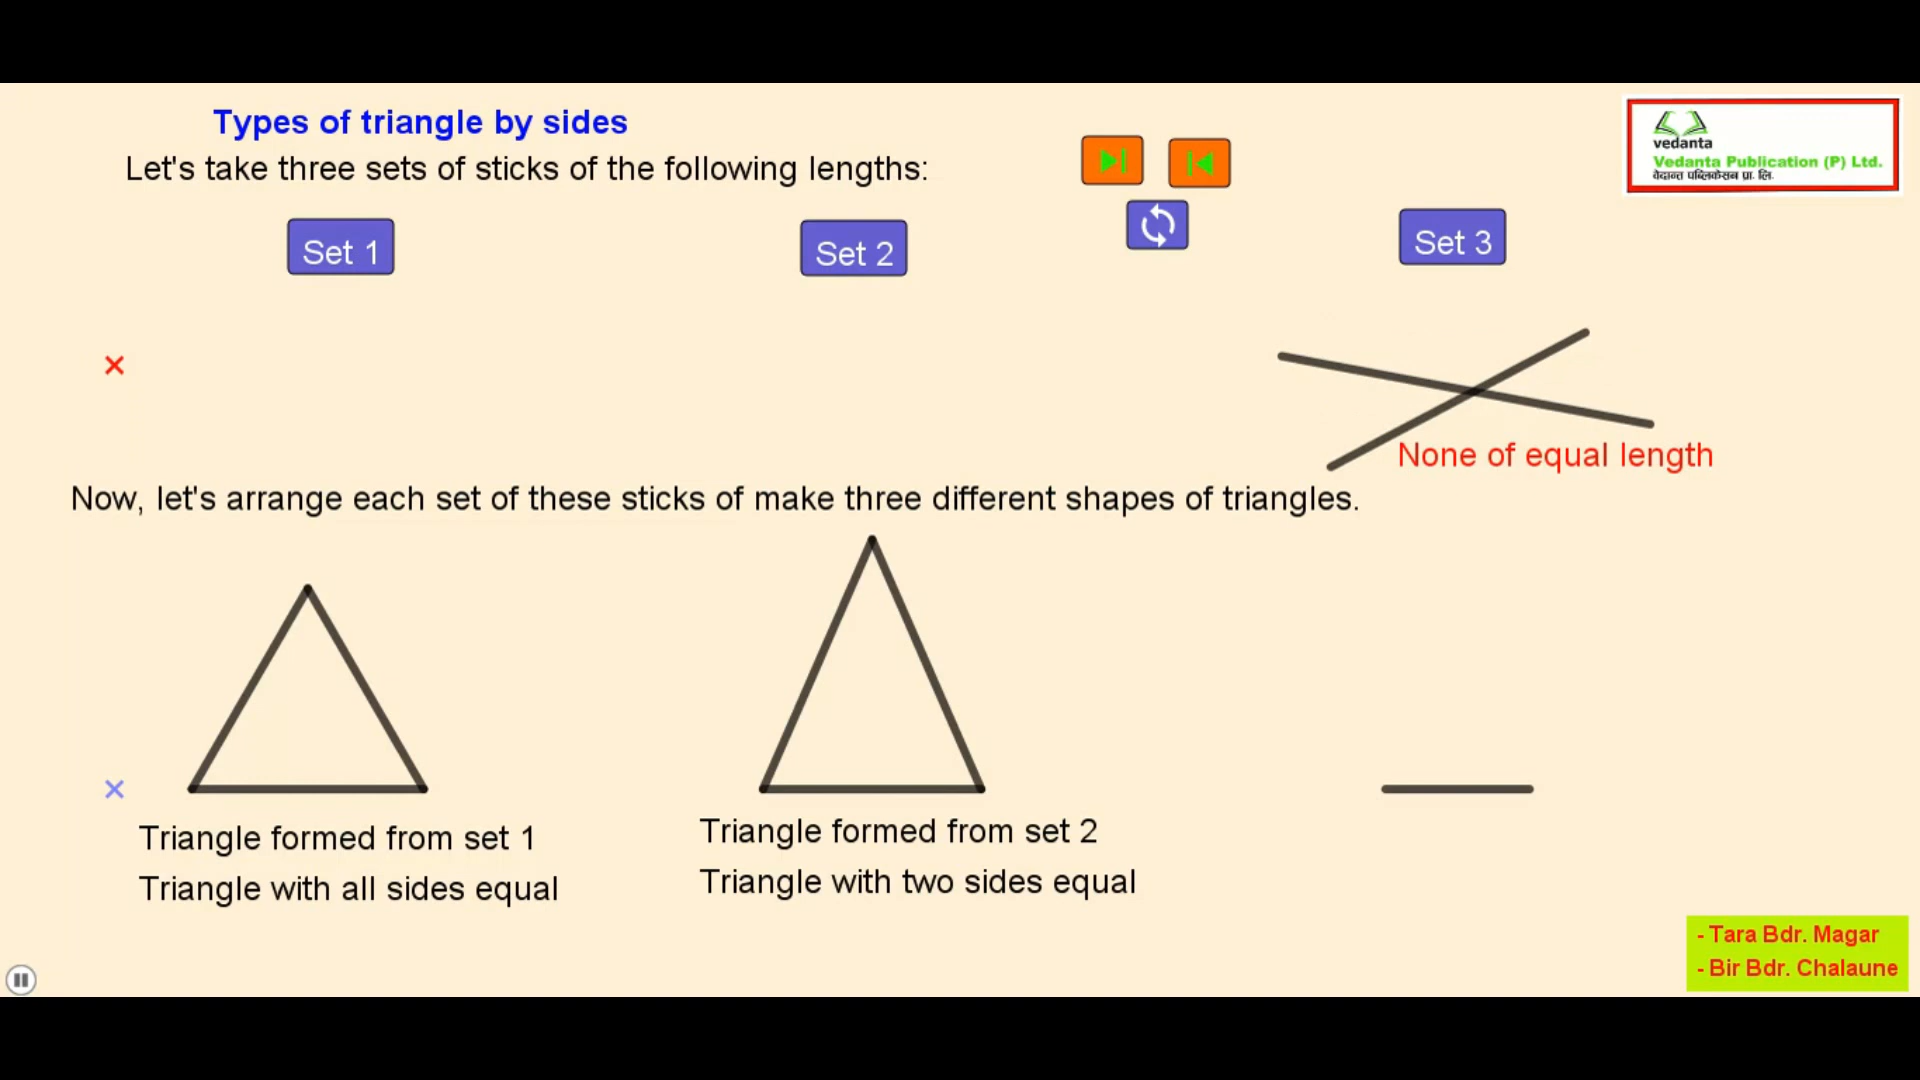 Types of triangle by sides
Let's take three sets of sticks of the following lengths:
vedanta
Vedanta Publication (P) Ltd.
वेदान्त पब्लिकेसन प्रा. लि.
Set 1
Set 2
Set 3
None of equal length
Now, let's arrange each set of these sticks of make three different shapes of triangles.
Triangle formed from set 1
Triangle with all sides equal
Triangle formed from set 2
Triangle with two sides equal
- Tara Bdr. Magar
- Bir Bdr. Chalaune